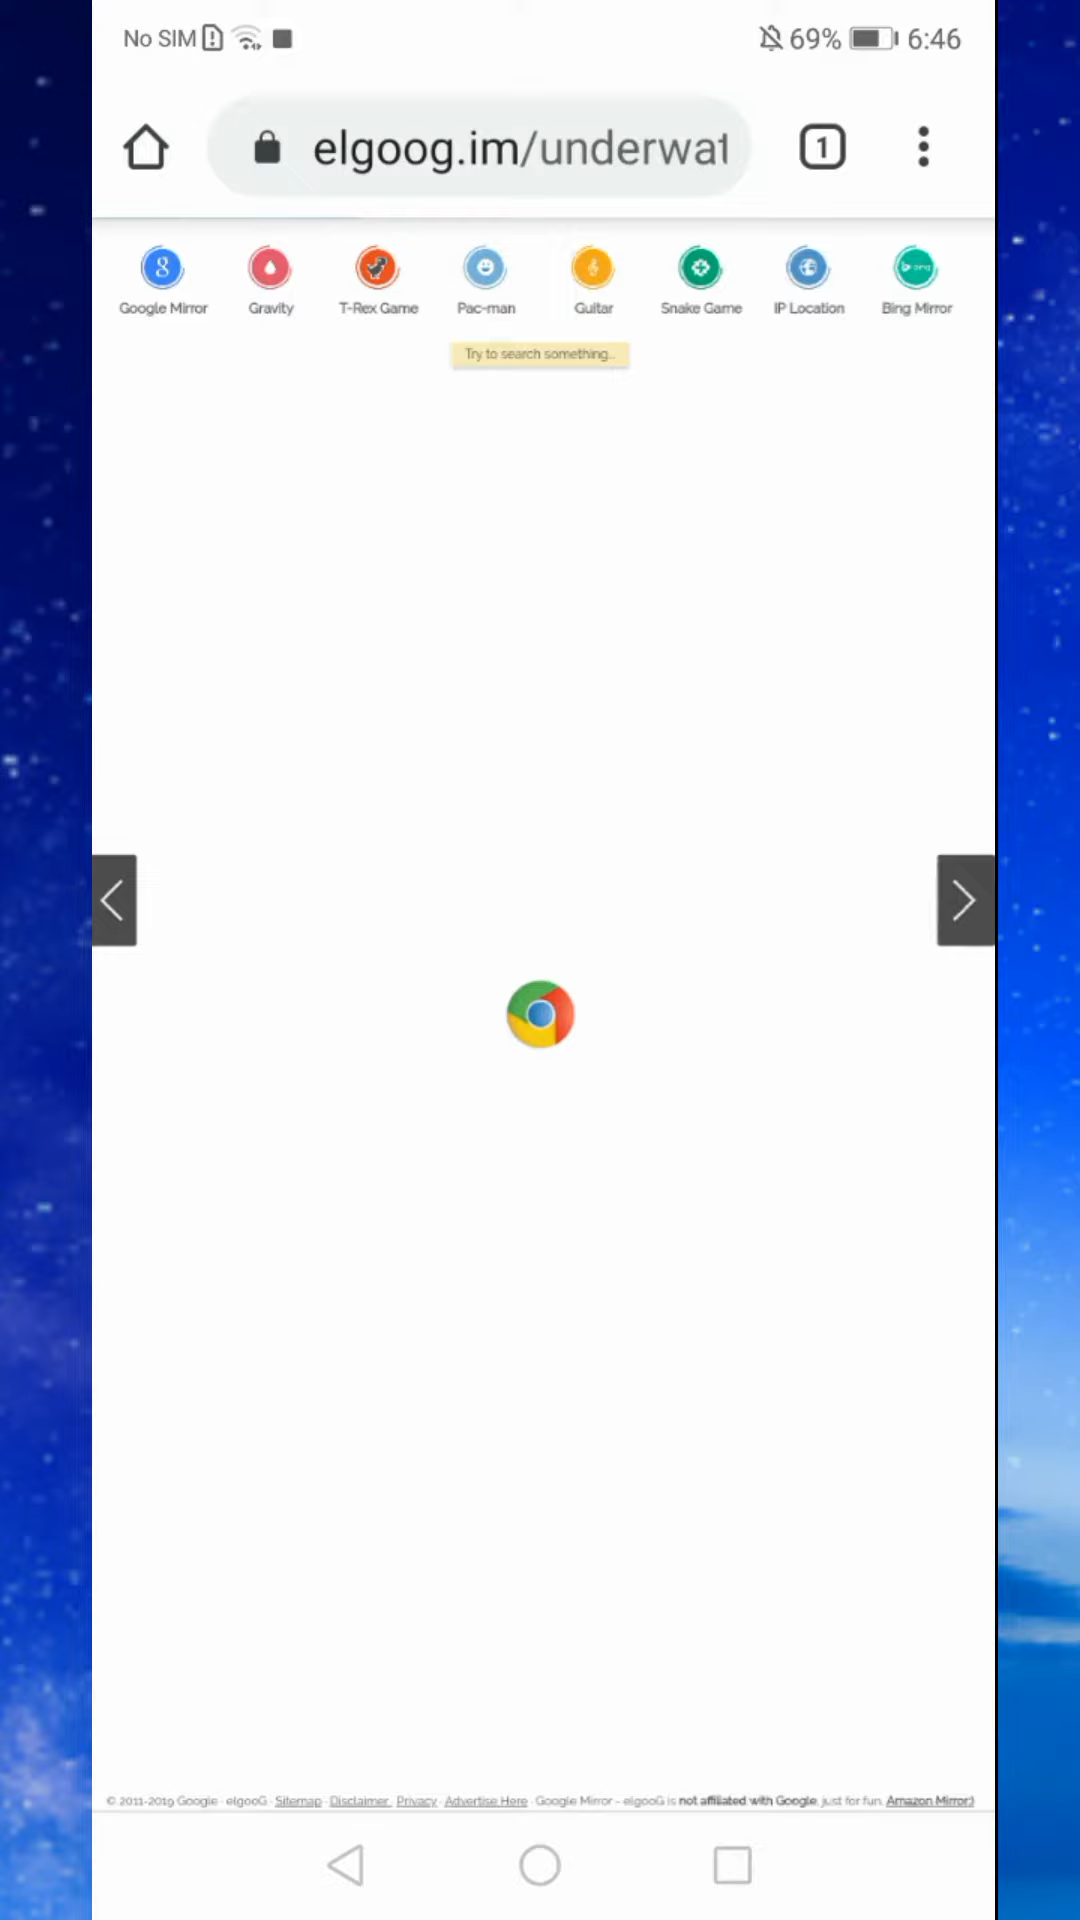 No SIM 69% 6:46
elgoog.im/underwat
1
Google Mirror Gravity T-Rex Game Pac-man Guitar Snake Game IP Location Bing Mirror
Try to search something...
© 2011-2019 Google · elgooG · Sitemap · Disclaimer · Privacy · Advertise Here · Google Mirror - elgooG is not affiliated with Google, just for fun. Amazon Mirror:)